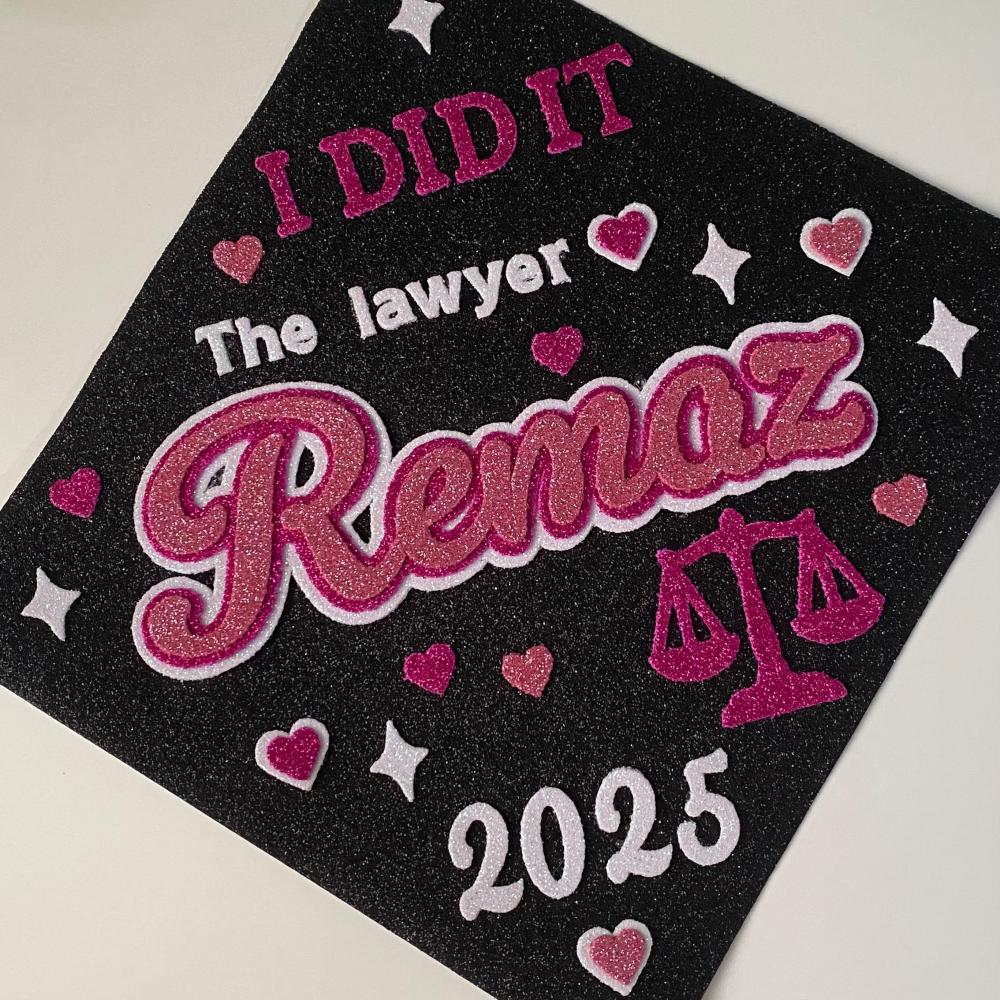 I DID IT
The lawyer
Remaz
2025